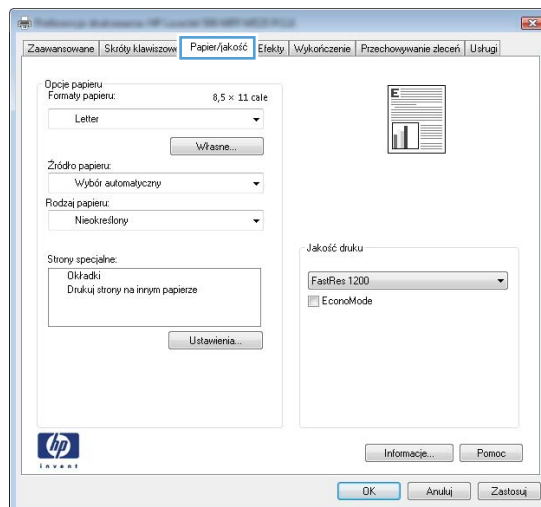 Zaawansowane Skróty klawiszowe Papier/jakość Efekty Wykończenie Przechowywanie zleceń Usługi
Opcje papieru
Formaty papieru: 8,5 × 11 cale
Letter
Własne...
Źródło papieru:
Wybór automatyczny
Rodzaj papieru:
Nieokreślony
Strony specjalne:
Okładki
Drukuj strony na innym papierze
Ustawienia...
E
Jakość druku
FastRes 1200
EconoMode
hp
invent
Informacje... Pomoc
OK Anuluj Zastosuj